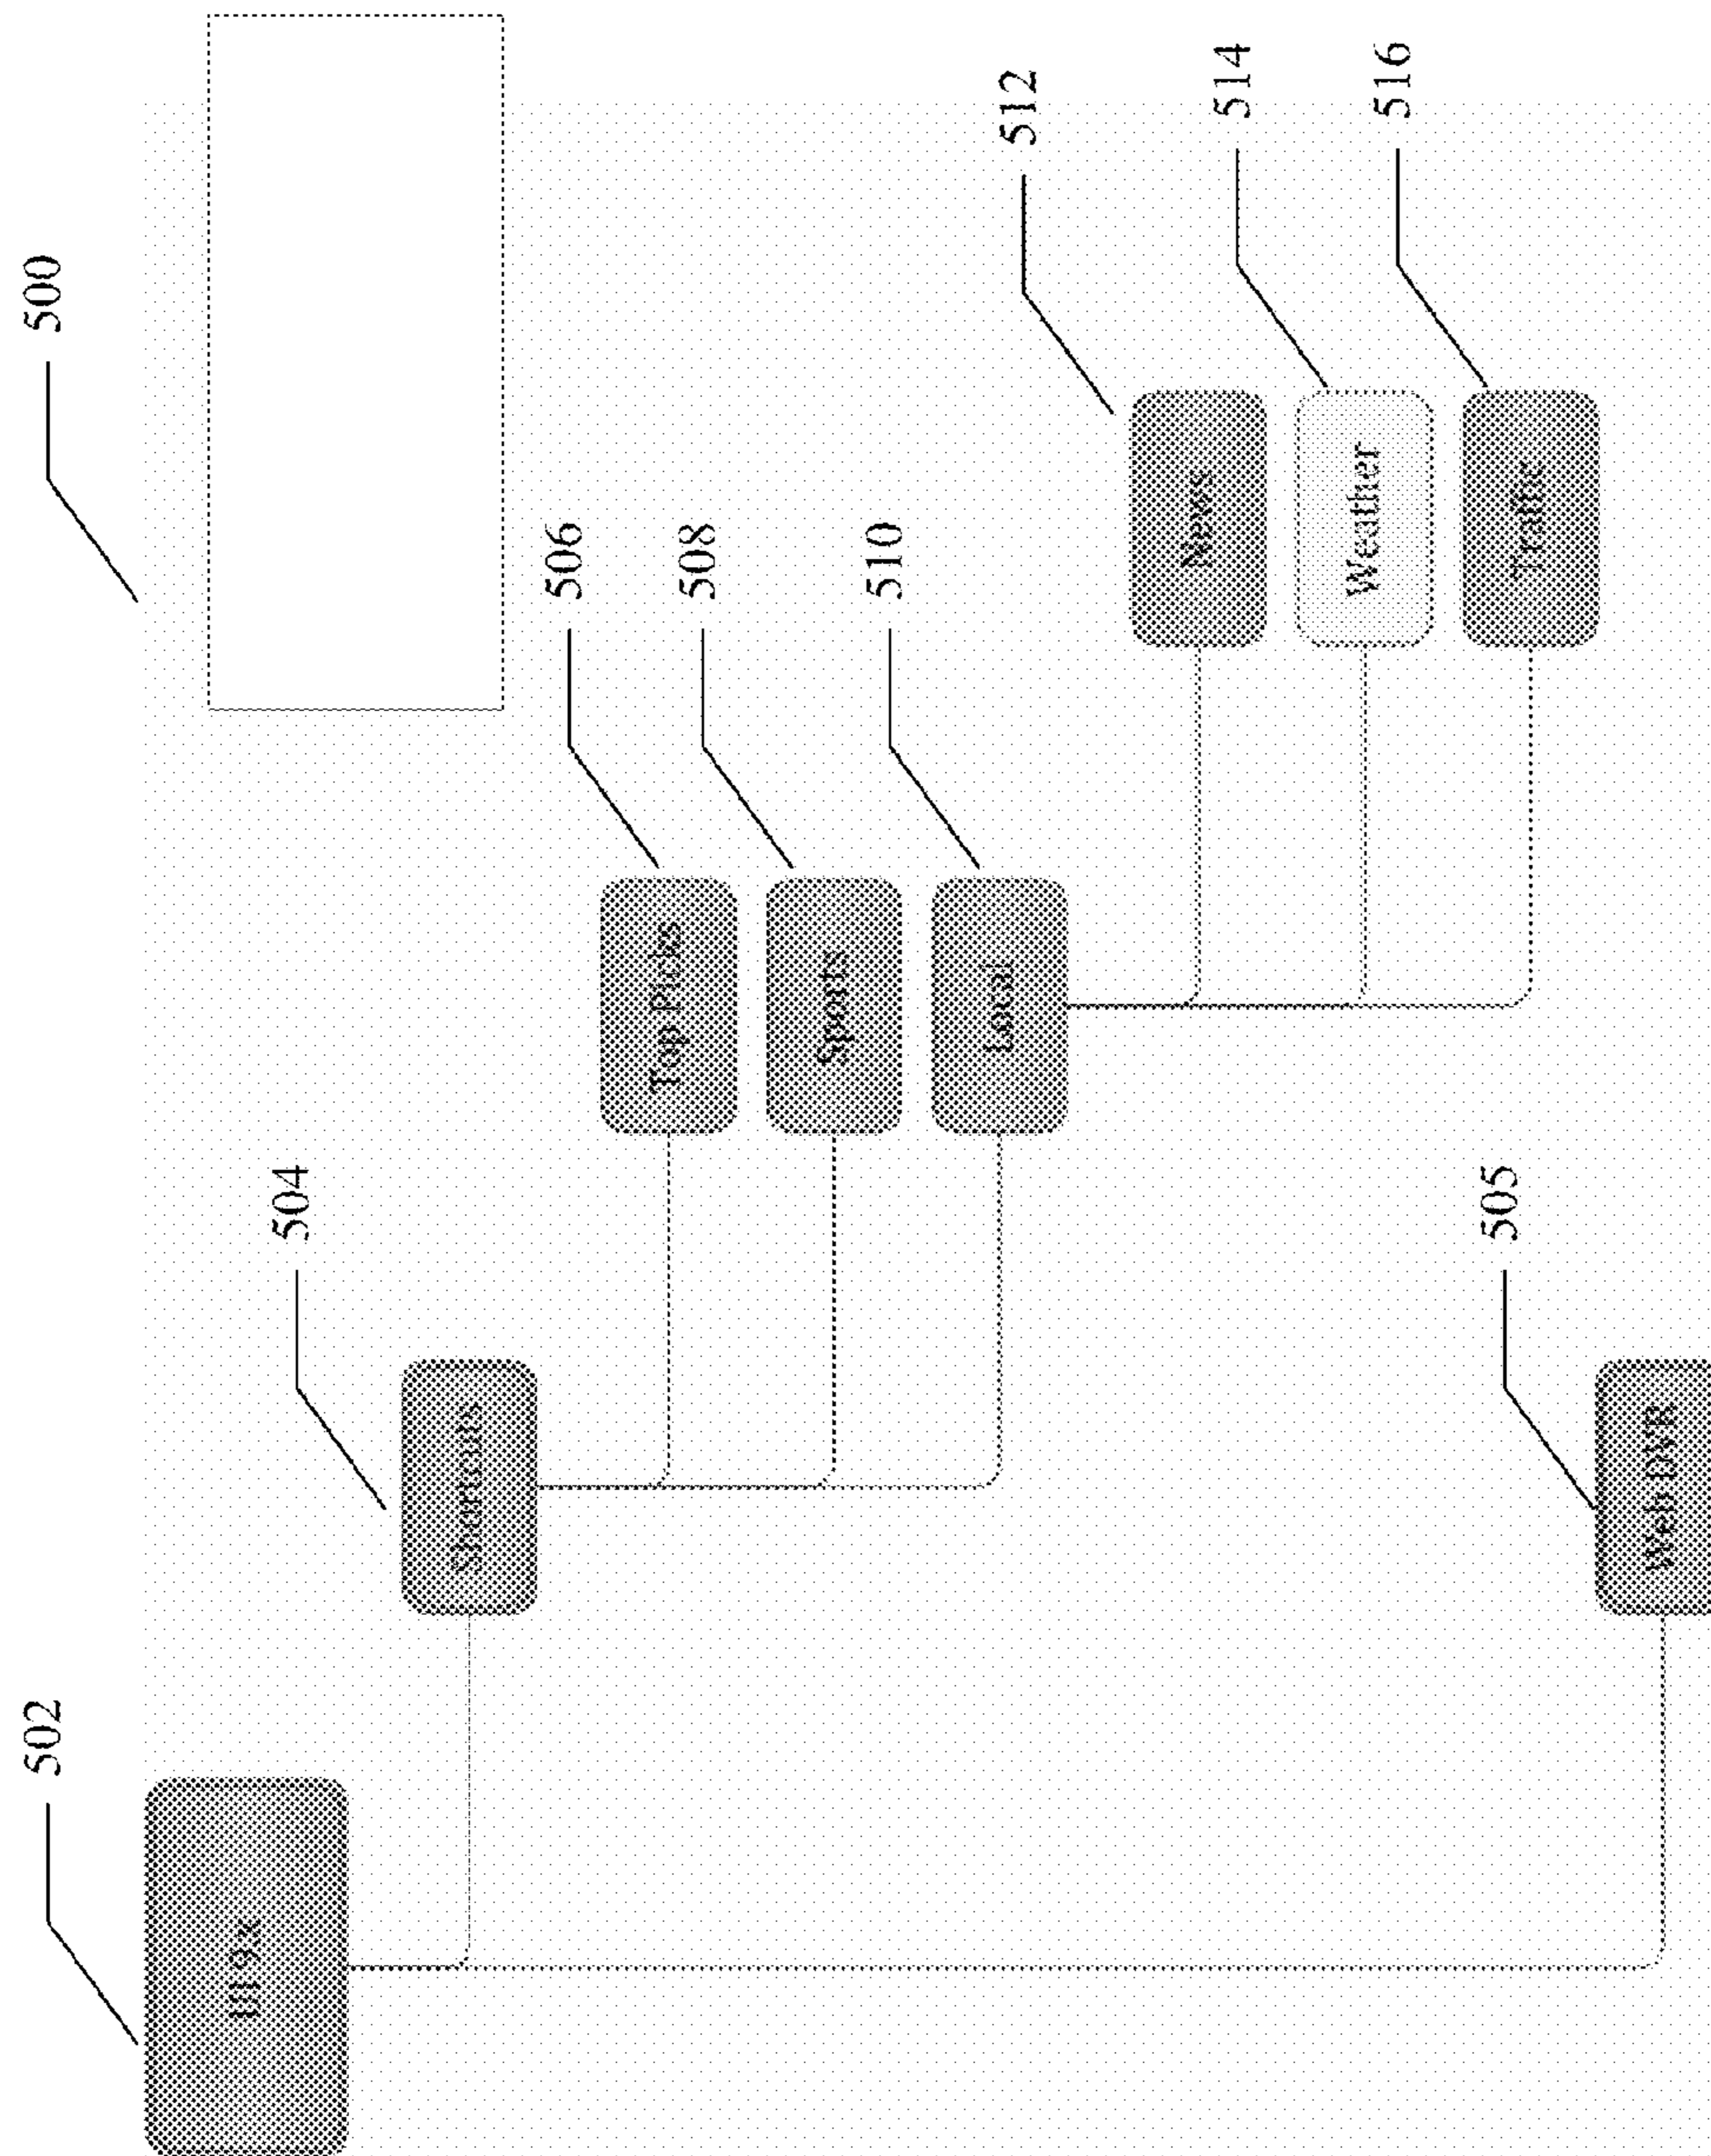 500
502
504
506
508
510
512
514
516
505
Shortcuts
Top Picks
Sports
Local
News
Weather
Traffic
Web DVR